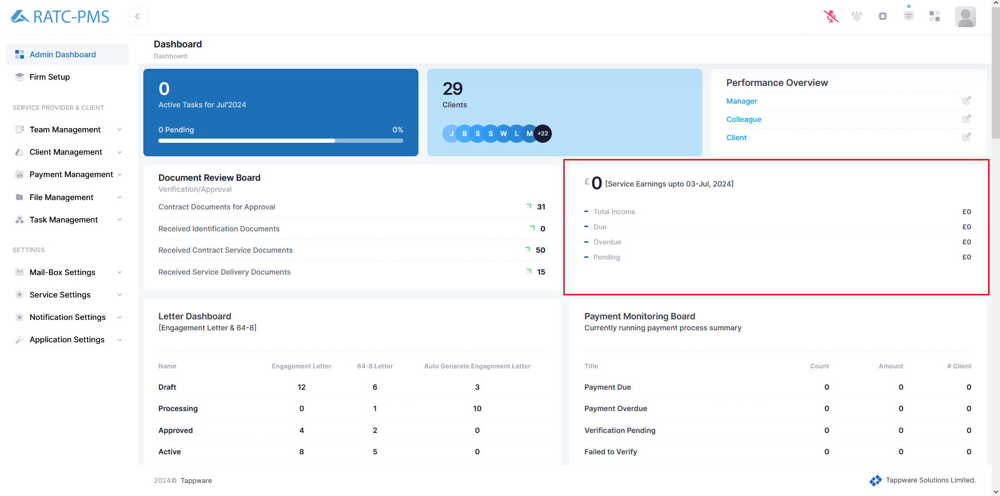 RATC-PMS
Admin Dashboard
Firm Setup
SERVICE PROVIDER & CLIENT
Team Management
Client Management
Payment Management
File Management
Task Management
SETTINGS
Mail-Box Settings
Service Settings
Notification Settings
Application Settings
Dashboard
Dashboard
0
Active Tasks for Jul'2024
0 Pending 0%
29
Clients
J B S S W L M +22
Performance Overview
Manager
Colleague
Client
Document Review Board
Verification/Approval
Contract Documents for Approval 31
Received Identification Documents 0
Received Contract Service Documents 50
Received Service Delivery Documents 15
£ 0 [Service Earnings upto 03-Jul, 2024]
Total Income £0
Due £0
Overdue £0
Pending £0
Letter Dashboard
[Engagement Letter & 64-8]
Name Engagement Letter 64-8 Letter Auto Genarate Engagement Letter
Draft 12 6 3
Processing 0 1 10
Approved 4 2 0
Active 8 5 0
Payment Monitoring Board
Currently running payment process summary
Title Count Amount # Client
Payment Due 0 0 0
Payment Overdue 0 0 0
Verification Pending 0 0 0
Failed to Verify 0 0 0
2024© Tappware
Tappware Solutions Limited.